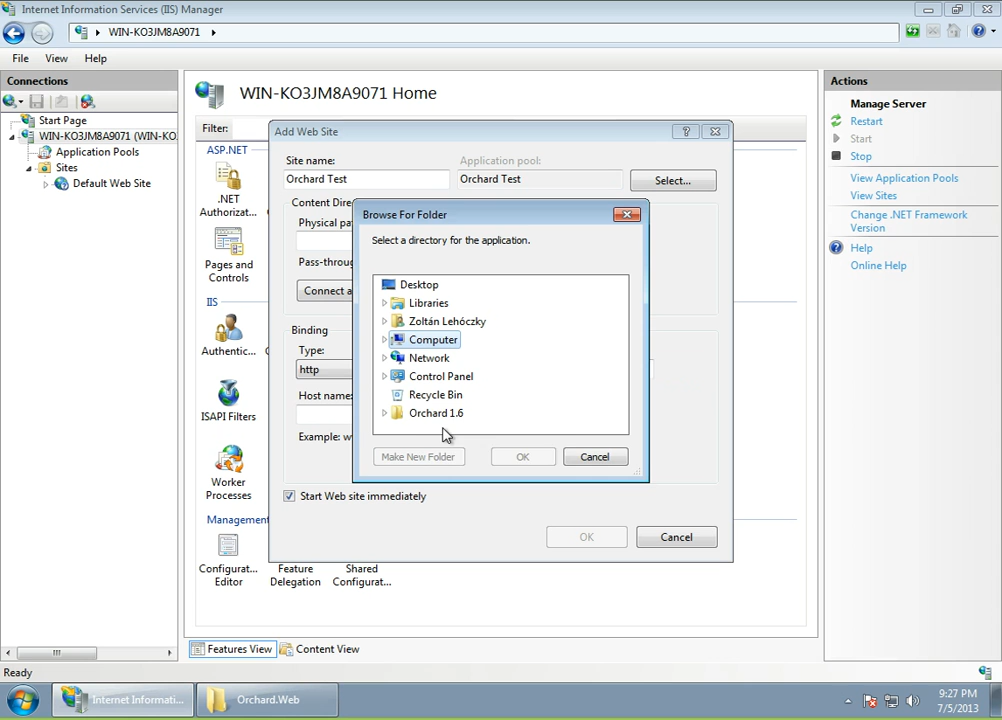 Internet Information Services (IIS) Manager
WIN-KO3JM8A9071
File View Help
Connections
Start Page
WIN-KO3JM8A9071 (WIN-KO
Application Pools
Sites
Default Web Site
WIN-KO3JM8A9071 Home
Filter:
ASP.NET
.NET
Authorizat...
Pages and
Controls
IIS
Authentic...
ISAPI Filters
Worker
Processes
Management
Configurat...
Editor
Feature
Delegation
Shared
Configurat...
Features View
Content View
Add Web Site
Site name:
Application pool:
Orchard Test
Orchard Test
Select...
Content Dire
Physical pat
Pass-throug
Connect a
Binding
Type:
http
Host name:
Example: w
Start Web site immediately
OK
Cancel
Browse For Folder
Select a directory for the application.
Desktop
Libraries
Zoltán Lehóczky
Computer
Network
Control Panel
Recycle Bin
Orchard 1.6
Make New Folder
OK
Cancel
Actions
Manage Server
Restart
Start
Stop
View Application Pools
View Sites
Change .NET Framework
Version
Help
Online Help
Ready
Internet Informati...
Orchard.Web
9:27 PM
7/5/2013